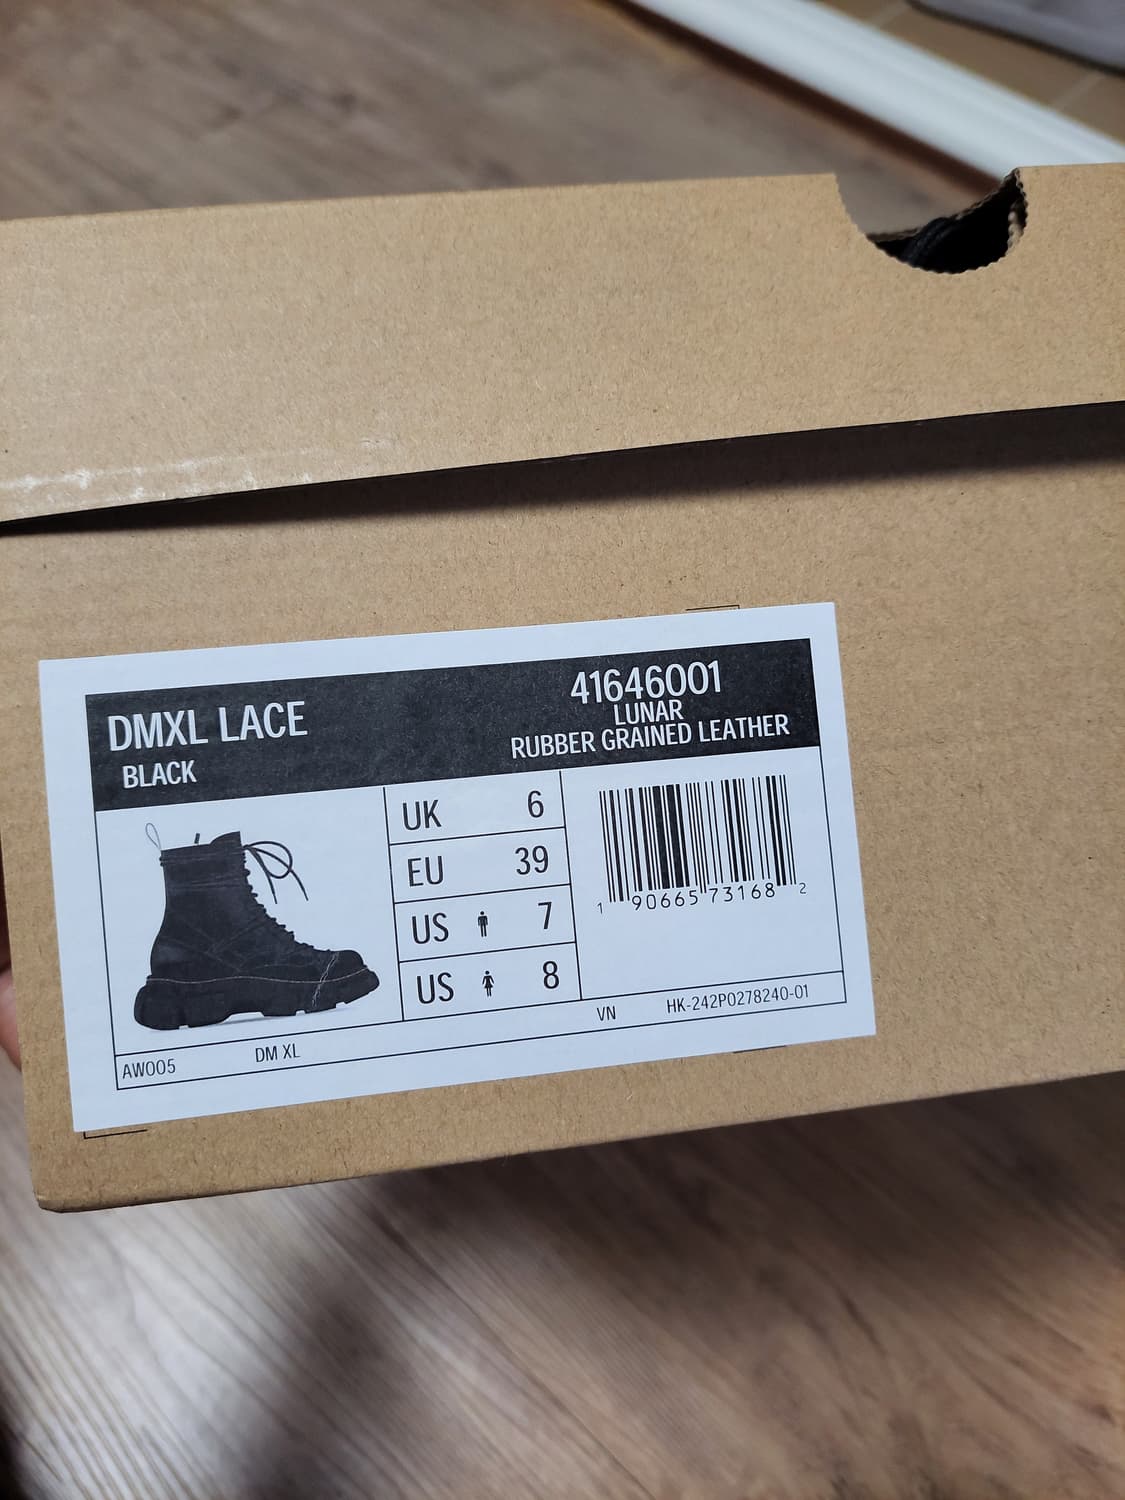 DMXL LACE
BLACK
41646001
LUNAR
RUBBER GRAINED LEATHER
UK 6
EU 39
US 7
US 8
1 90665 73168 2
AW005 DM XL VN HK-242P0278240-01